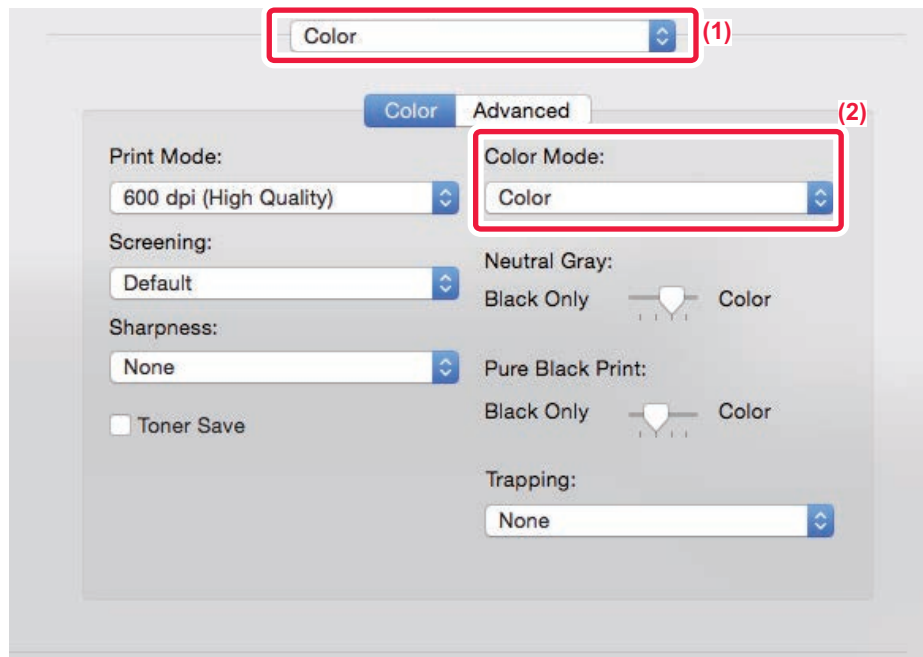 Color
(1)
Color Advanced
(2)
Print Mode:
600 dpi (High Quality)
Screening:
Default
Sharpness:
None
Toner Save
Color Mode:
Color
Neutral Gray:
Black Only Color
Pure Black Print:
Black Only Color
Trapping:
None